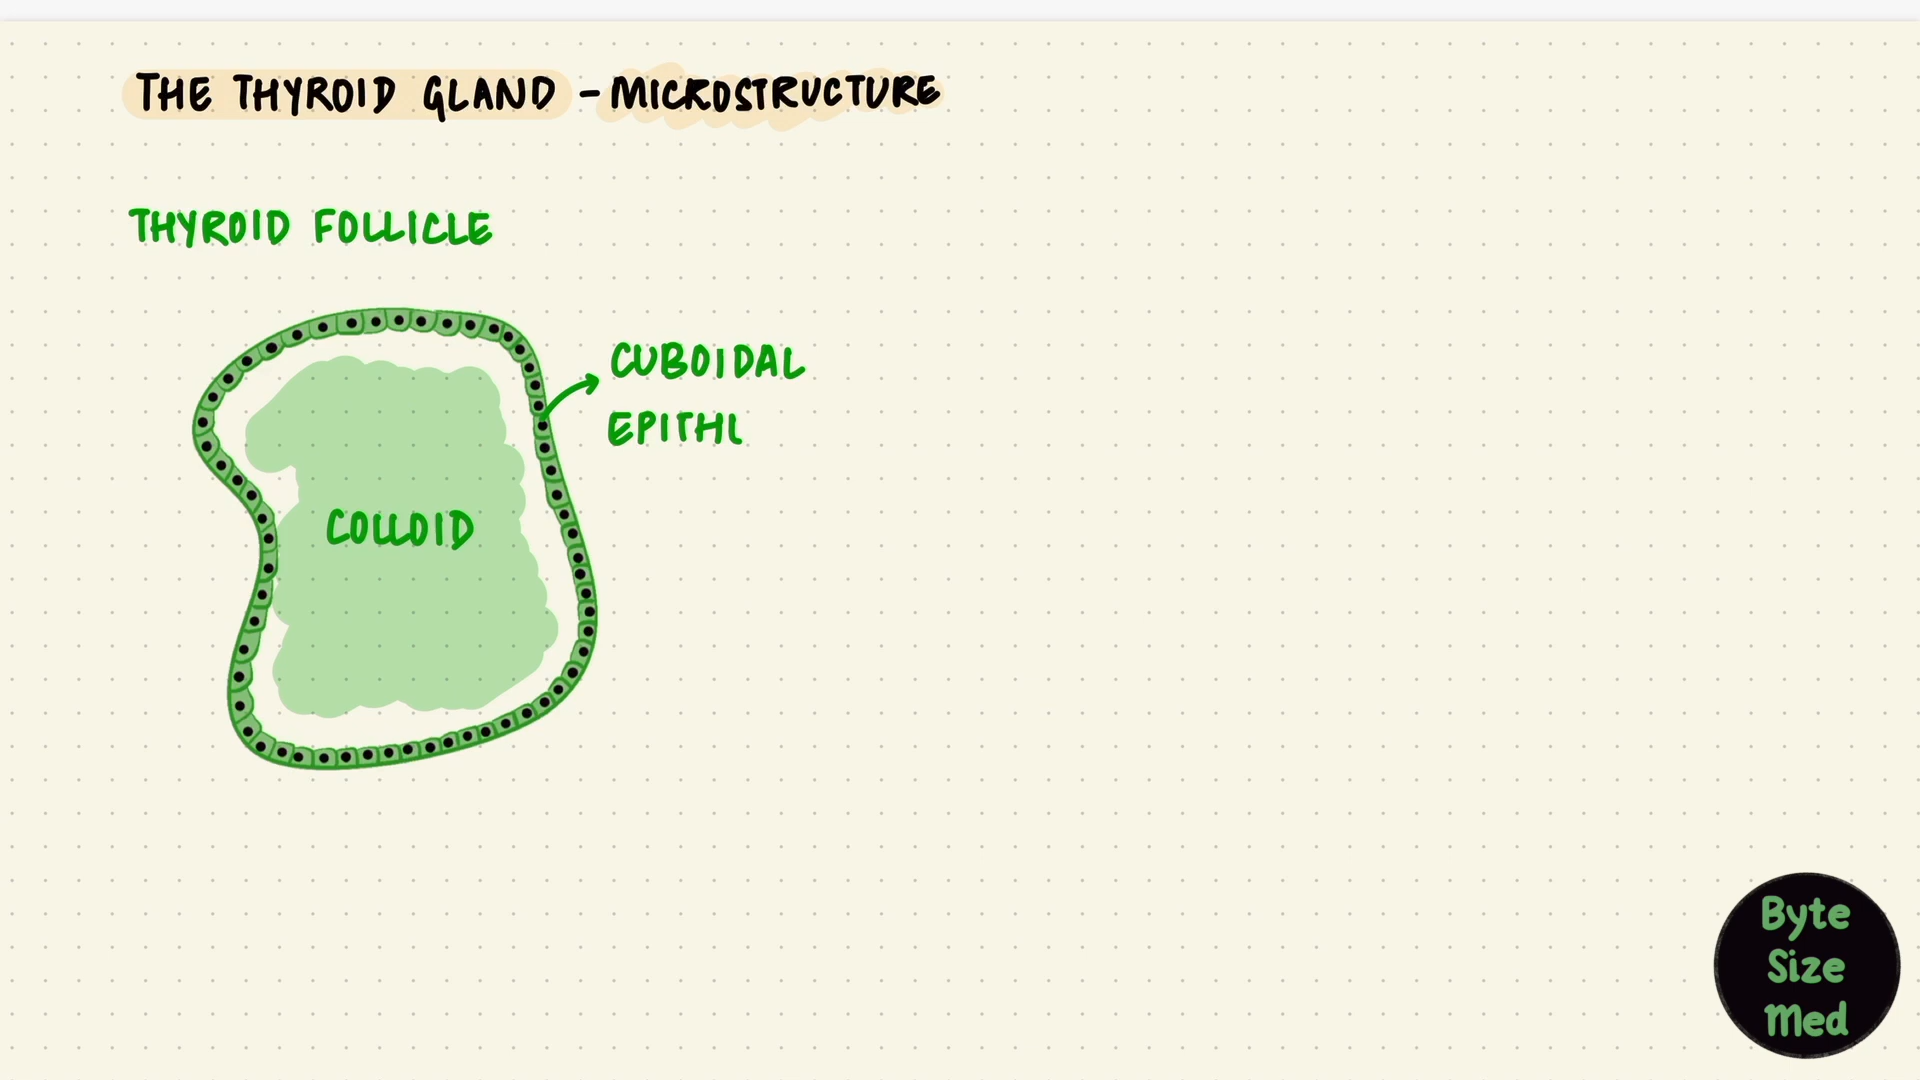 THE THYROID GLAND - MICROSTRUCTURE
THYROID FOLLICLE
CUBOIDAL
EPITHL
COLLOID
Byte
Size
Med